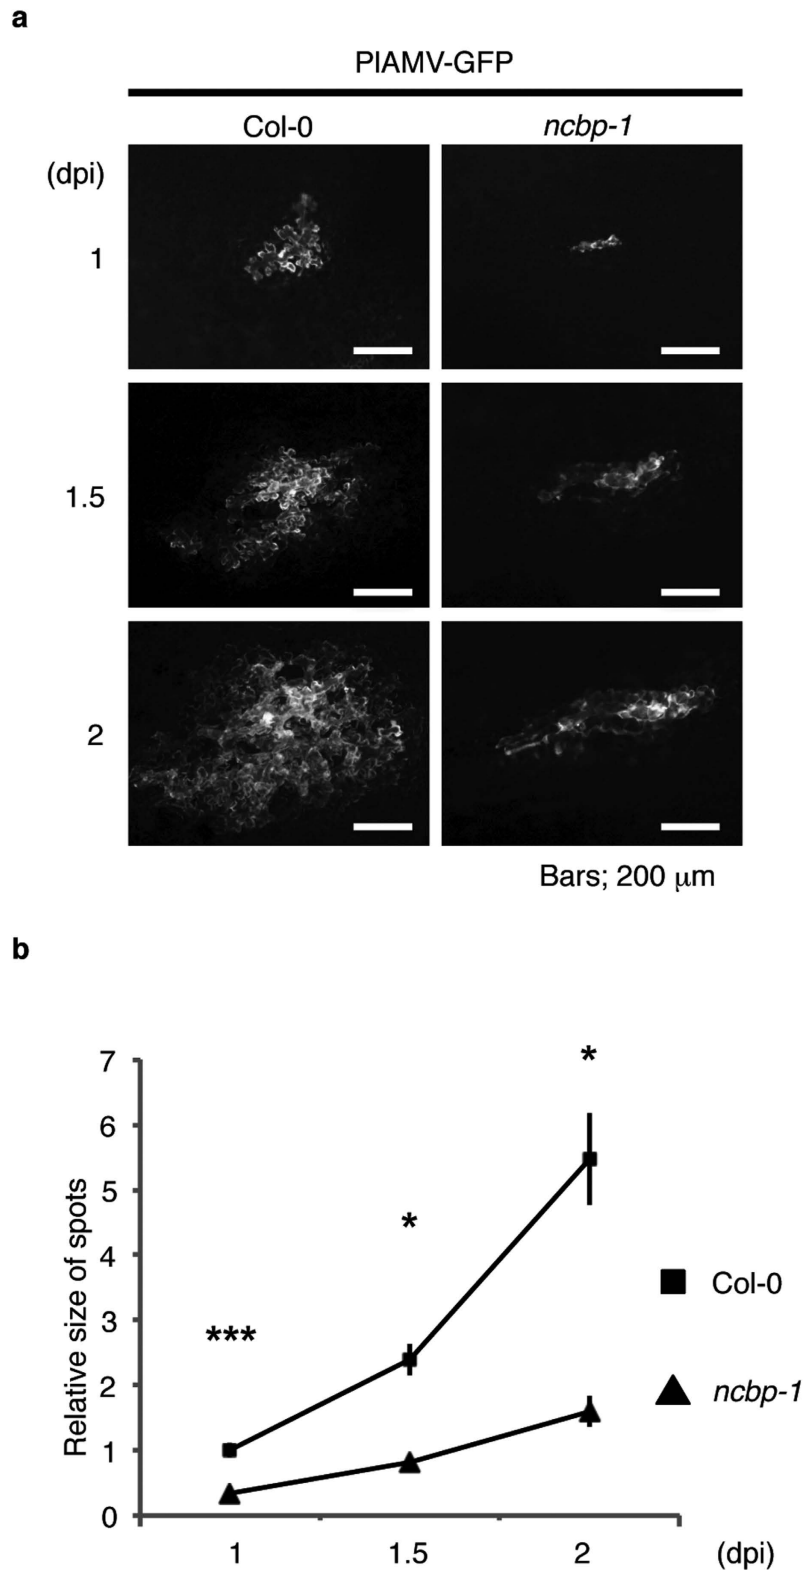 a
PlAMV-GFP
Col-0 ncbp-1
(dpi)
1
1.5
2
Bars; 200 μm
b
7
6
5
4
3
2
1
0
Relative size of spots
***
*
*
Col-0
ncbp-1
1 1.5 2 (dpi)